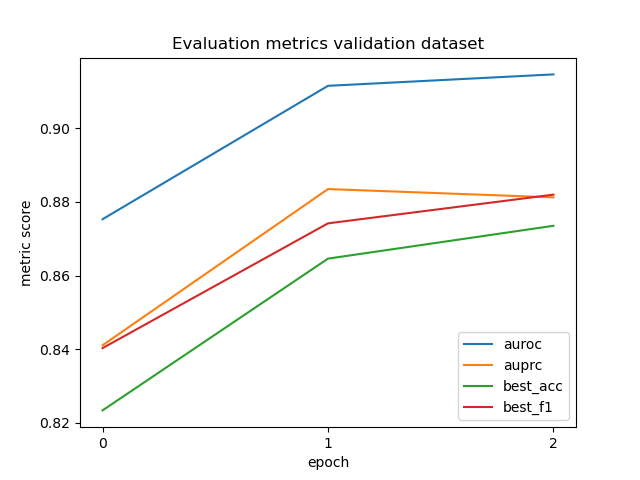 Evaluation metrics validation dataset
metric score
0.90
0.88
0.86
0.84
0.82
0 1 2
epoch
auroc
auprc
best_acc
best_f1